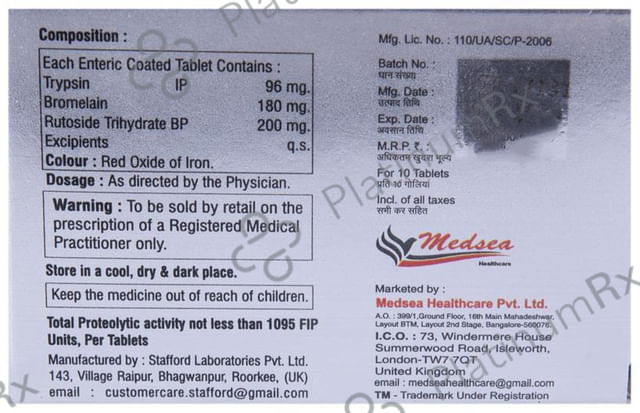 Composition :
Each Enteric Coated Tablet Contains :
Trypsin IP 96 mg.
Bromelain 180 mg.
Rutoside Trihydrate BP 200 mg.
Excipients q.s.
Colour : Red Oxide of Iron.
Dosage : As directed by the Physician.
Warning : To be sold by retail on the
prescription of a Registered Medical
Practitioner only.
Store in a cool, dry & dark place.
Keep the medicine out of reach of children.
Total Proteolytic activity not less than 1095 FIP
Units, Per Tablets
Manufactured by : Stafford Laboratories Pvt. Ltd.
143, Village Raipur, Bhagwanpur, Roorkee, (UK)
email : customercare.stafford@gmail.com
Mfg. Lic. No. : 110/UA/SC/P-2006
Batch No. :
घान संख्या
Mfg. Date :
उत्पाद तिथि
Exp. Date :
अवसान तिथि
M.R.P. ₹. :
अधिकतम खुदरा मूल्य
For 10 Tablets
प्रति 10 गोलियां
Incl. of all taxes
सभी कर सहित
Medsea
Healthcare
Marketed by :
Medsea Healthcare Pvt. Ltd.
A.O. : 399/1,Ground Floor, 16th Main Mahadeshwar,
Layout BTM, Layout 2nd Stage, Bangalore-560076.
I.C.O. : 73, Windermere House
Summerwood Road, Isleworth,
London-TW7 7QT
United Kingdom
email : medseahealthcare@gmail.com
TM - Trademark Under Registration
PlatinumRx
PlatinumRx